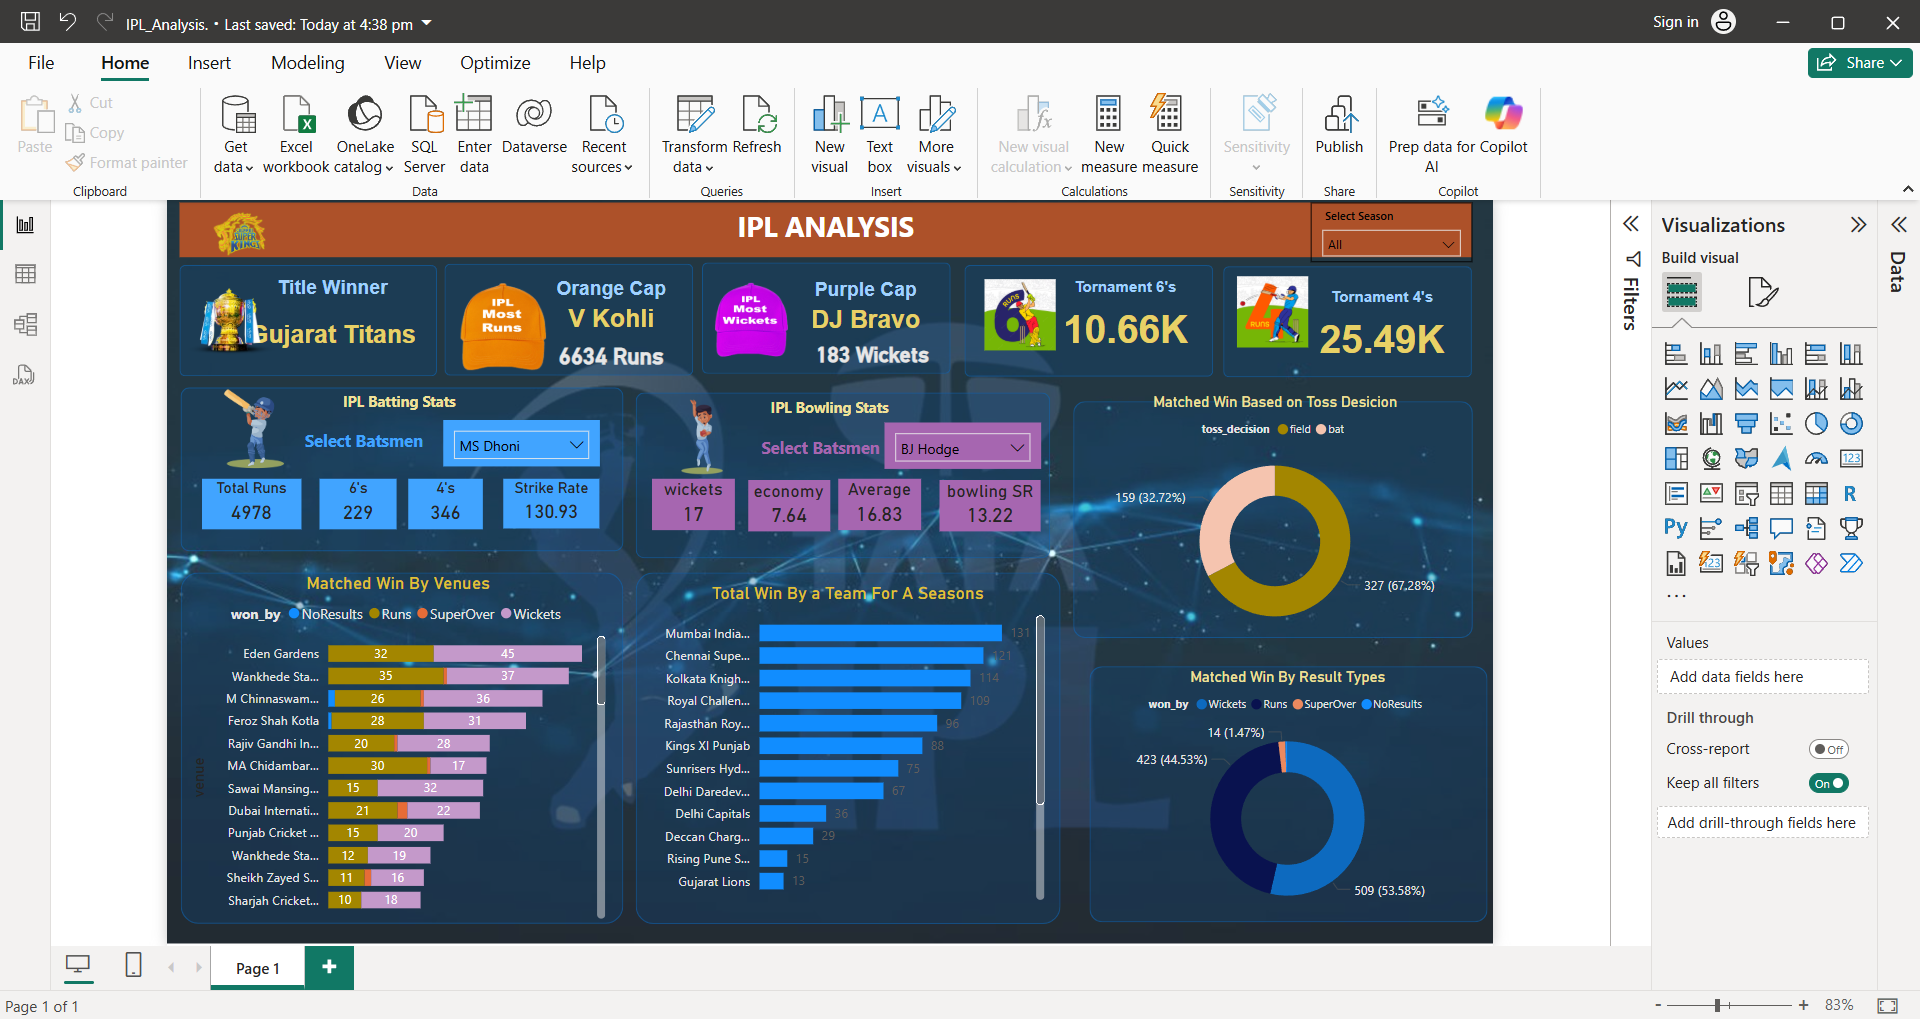 IPL_Analysis. • Last saved: Today at 4:38 pm
Sign in
File Home Insert Modeling View Optimize Help
Share
Paste
Cut
Copy
Format painter
Clipboard
Get data
Excel workbook
OneLake catalog
SQL Server
Enter data
Dataverse
Recent sources
Data
Transform data
Refresh
Queries
New visual
Text box
More visuals
Insert
New visual calculation
New measure
Quick measure
Calculations
Sensitivity
Sensitivity
Publish
Share
Prep data for AI
Copilot
Copilot
IPL ANALYSIS
Select Season
All
Title Winner
Gujarat Titans
IPL
Most
Runs
Orange Cap
V Kohli
6634 Runs
IPL
Most
Wickets
Purple Cap
DJ Bravo
183 Wickets
RUNS
6
Tornament 6's
10.66K
4
RUNS
Tornament 4's
25.49K
IPL Batting Stats
Select Batsmen
MS Dhoni
Total Runs
4978
6's
229
4's
346
Strike Rate
130.93
IPL Bowling Stats
Select Batsmen
BJ Hodge
wickets
17
economy
7.64
Average
16.83
bowling SR
13.22
Matched Win Based on Toss Desicion
toss_decision field bat
159 (32.72%)
327 (67.28%)
Matched Win By Venues
won_by NoResults Runs SuperOver Wickets
venue
Eden Gardens 32 45
Wankhede Sta... 35 37
M Chinnaswam... 26 36
Feroz Shah Kotla 28 31
Rajiv Gandhi In... 20 28
MA Chidambar... 30 17
Sawai Mansing... 15 32
Dubai Internati... 21 22
Punjab Cricket ... 15 20
Wankhede Sta... 12 19
Sheikh Zayed S... 11 16
Sharjah Cricket... 10 18
Total Win By a Team For A Seasons
Mumbai India... 131
Chennai Supe... 121
Kolkata Knigh... 114
Royal Challen... 109
Rajasthan Roy... 96
Kings XI Punjab 88
Sunrisers Hyd... 75
Delhi Daredev... 67
Delhi Capitals 36
Deccan Charg... 29
Rising Pune S... 15
Gujarat Lions 13
Matched Win By Result Types
won_by Wickets Runs SuperOver NoResults
14 (1.47%)
423 (44.53%)
509 (53.58%)
Filters
Visualizations
Build visual
Values
Add data fields here
Drill through
Cross-report Off
Keep all filters On
Add drill-through fields here
Data
Page 1
Page 1 of 1
83%